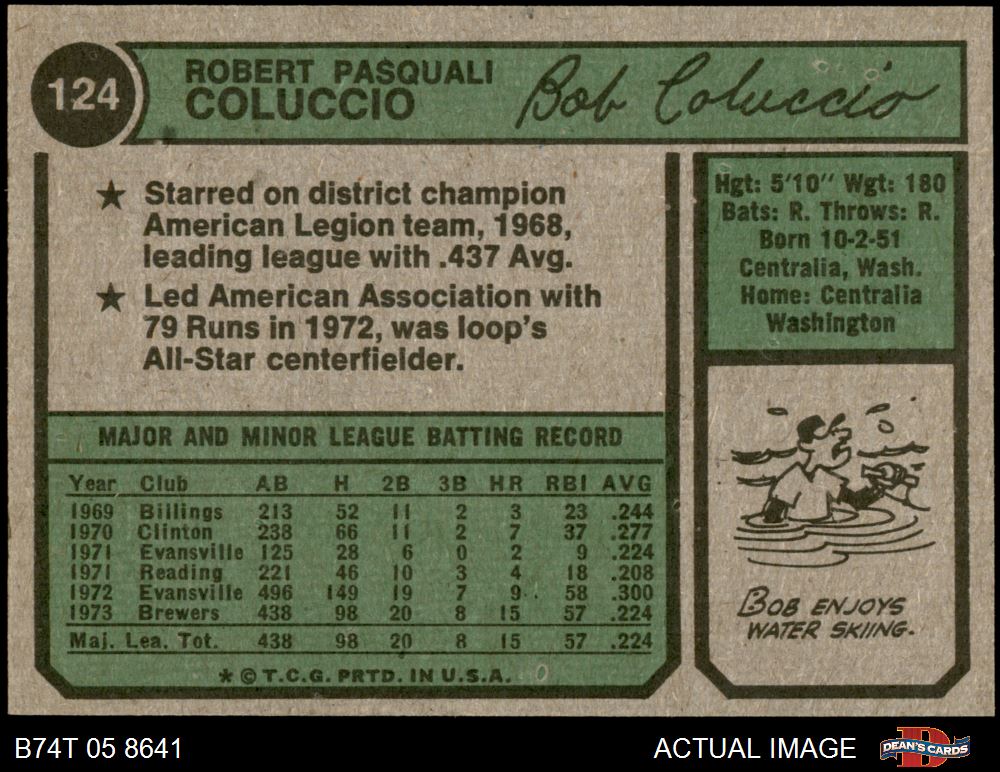 124
ROBERT PASQUALI
COLUCCIO
Bob Coluccio
★ Starred on district champion
American Legion team, 1968,
leading league with .437 Avg.
★ Led American Association with
79 Runs in 1972, was loop's
All-Star centerfielder.
Hgt: 5'10" Wgt: 180
Bats: R. Throws: R.
Born 10-2-51
Centralia, Wash.
Home: Centralia
Washington
MAJOR AND MINOR LEAGUE BATTING RECORD
Year Club AB H 2B 3B HR RBI AVG
1969 Billings 213 52 11 2 3 23 .244
1970 Clinton 238 66 11 2 7 37 .277
1971 Evansville 125 28 6 0 2 9 .224
1971 Reading 221 46 10 3 4 18 .208
1972 Evansville 496 149 19 7 9 58 .300
1973 Brewers 438 98 20 8 15 57 .224
Maj. Lea. Tot. 438 98 20 8 15 57 .224
* © T.C.G. PRTD. IN U.S.A.
BOB ENJOYS
WATER SKIING.
B74T 05 8641
ACTUAL IMAGE
D
DEAN'S CARDS